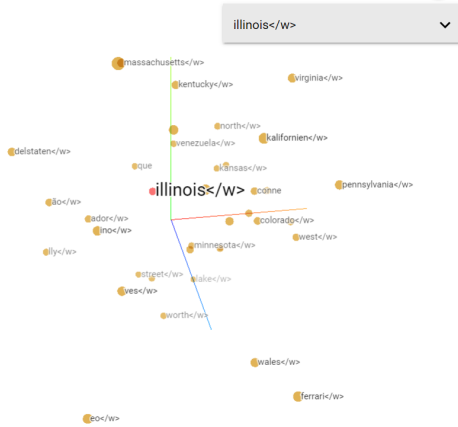 illinois</w>
massachusetts</w>
virginia</w>
kentucky</w>
north</w>
kalifornien</w>
venezuela</w>
delstaten</w>
que
kansas</w>
pennsylvania</w>
illinois</w>
conne
ão</w>
ador</w>
colorado</w>
ino</w>
west</w>
minnesota</w>
lly</w>
street</w>
lake</w>
ves</w>
worth</w>
wales</w>
ferrari</w>
eo</w>